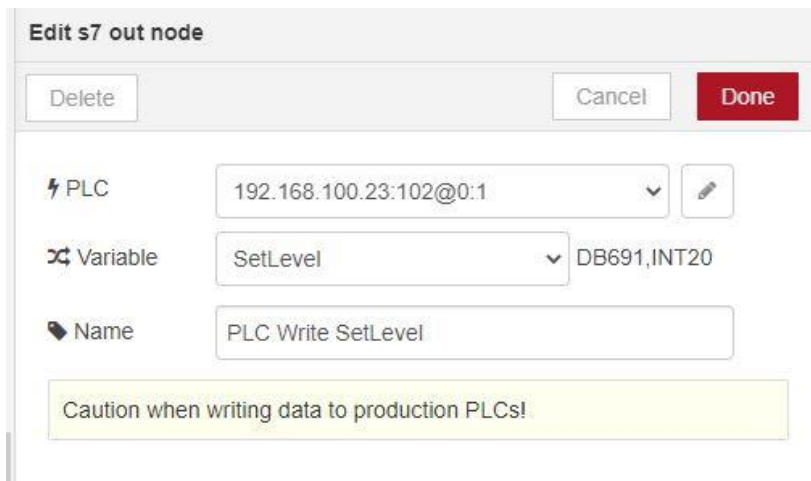 Edit s7 out node
Delete Cancel Done
PLC 192.168.100.23:102@0:1
Variable SetLevel DB691,INT20
Name PLC Write SetLevel
Caution when writing data to production PLCs!